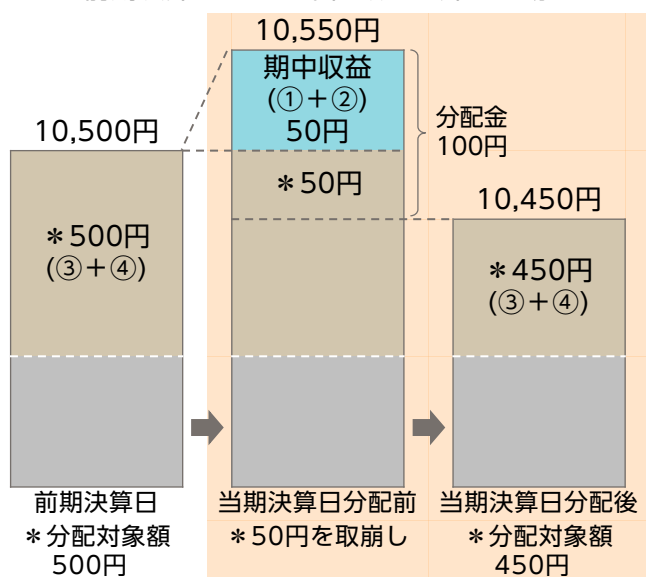 10,550円
期中収益
(①+②)
50円
分配金
100円
10,500円
*50円
10,450円
*500円
(③+④)
*450円
(③+④)
前期決算日
当期決算日分配前
当期決算日分配後
*分配対象額
500円
*50円を取崩し
*分配対象額
450円